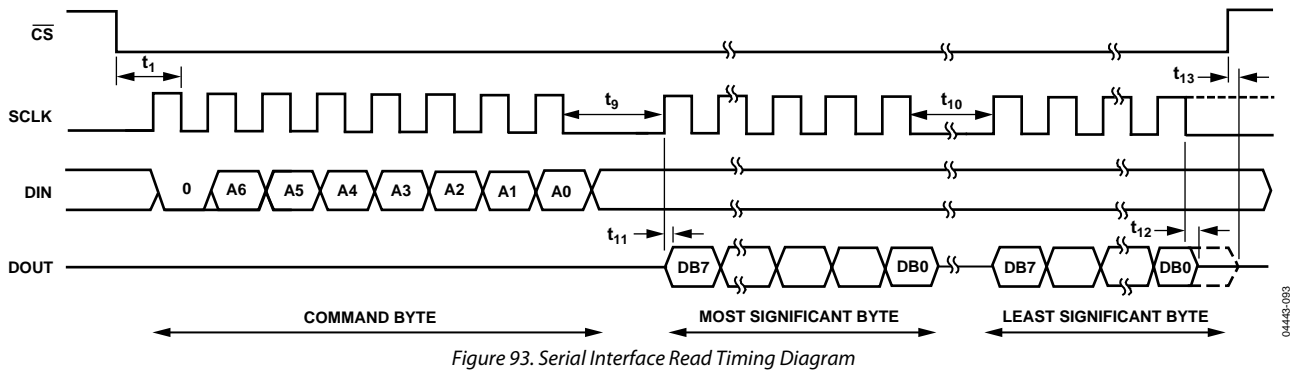 CS
t1
t13
SCLK
t9
t10
DIN
0 A6 A5 A4 A3 A2 A1 A0
t11
t12
DOUT
DB7 DB0 DB7 DB0
COMMAND BYTE MOST SIGNIFICANT BYTE LEAST SIGNIFICANT BYTE
04443-093
Figure 93. Serial Interface Read Timing Diagram